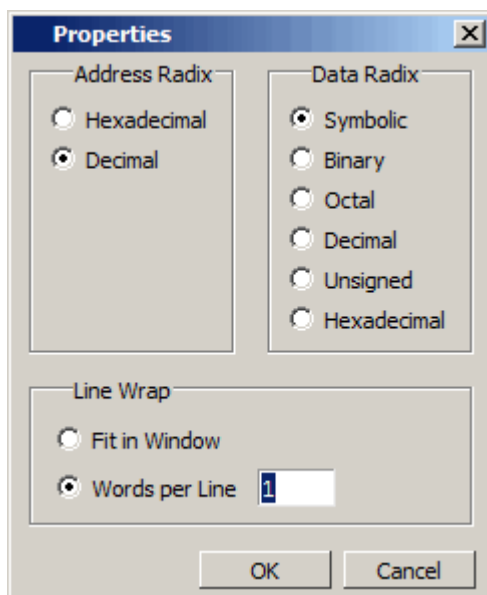 Properties
Address Radix
Hexadecimal
Decimal
Data Radix
Symbolic
Binary
Octal
Decimal
Unsigned
Hexadecimal
Line Wrap
Fit in Window
Words per Line 1
OK Cancel